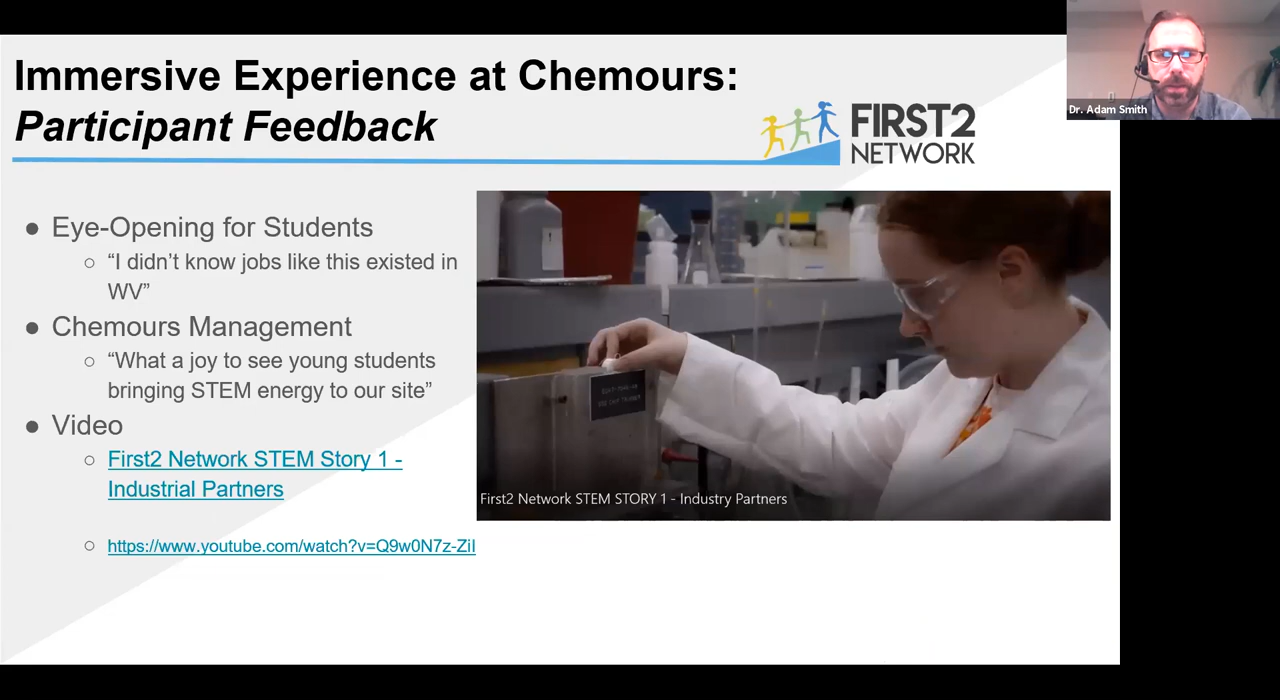 Immersive Experience at Chemours:
Participant Feedback
FIRST2
NETWORK
Dr. Adam Smith
● Eye-Opening for Students
○ “I didn’t know jobs like this existed in
WV”
● Chemours Management
○ “What a joy to see young students
bringing STEM energy to our site”
● Video
○ First2 Network STEM Story 1 -
Industrial Partners
○ https://www.youtube.com/watch?v=Q9w0N7z-ZiI
First2 Network STEM STORY 1 - Industry Partners